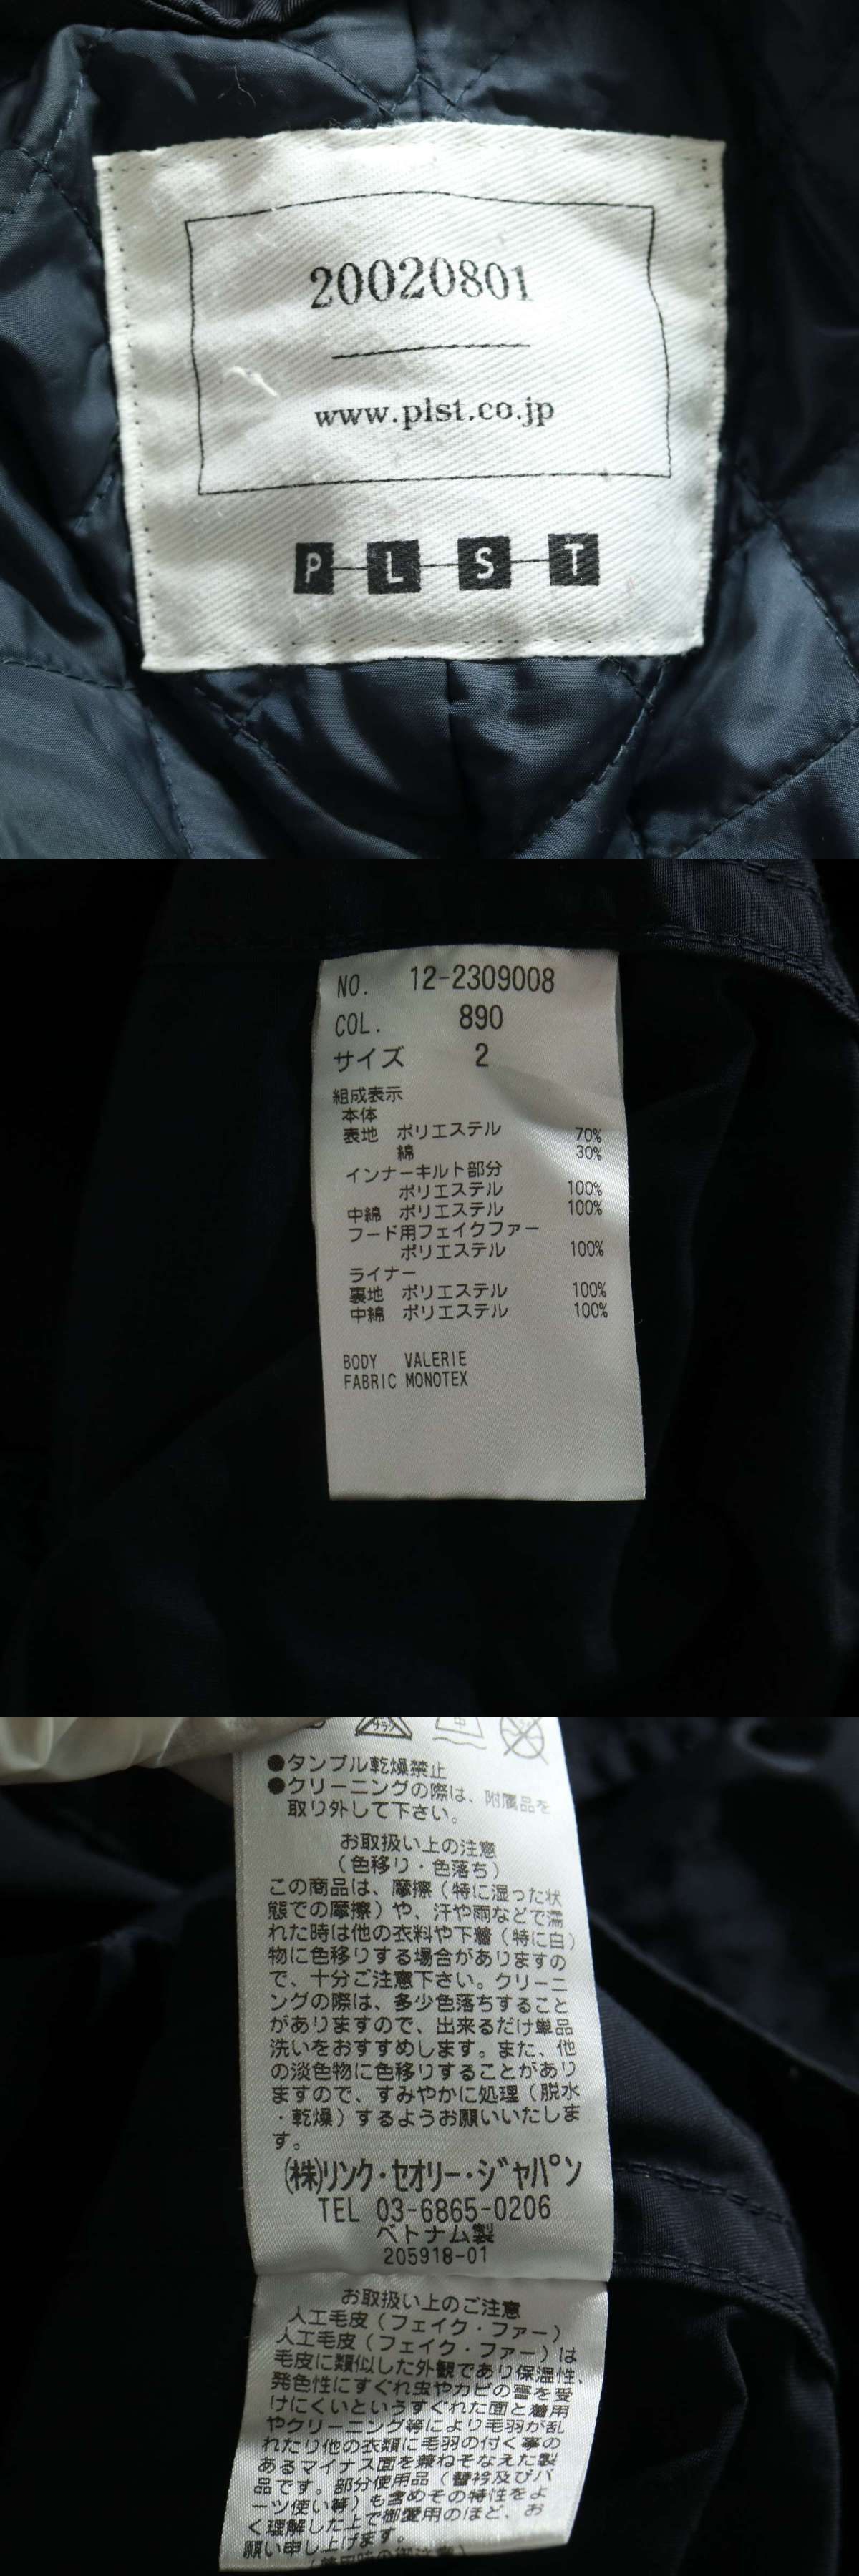 20020801
www.plst.co.jp
P L S T
NO. 12-2309008
COL. 890
サイズ 2
組成表示
本体
表地 ポリエステル 70%
綿 30%
インナーキルト部分
ポリエステル 100%
中綿 ポリエステル 100%
フード用フェイクファー
ポリエステル 100%
ライナー
裏地 ポリエステル 100%
中綿 ポリエステル 100%
BODY VALERIE
FABRIC MONOTEX
●タンブル乾燥禁止
●クリーニングの際は、附属品を
取り外して下さい。
お取扱い上の注意
（色移り・色落ち）
この商品は、摩擦（特に湿った状
態での摩擦）や、汗や雨などで濡
れた時は他の衣料や下着（特に白）
物に色移りする場合がありますの
で、十分ご注意下さい。クリーニ
ングの際は、多少色落ちすること
がありますので、出来るだけ単品
洗いをおすすめします。また、他
の淡色物に色移りすることがあり
ますので、すみやかに処理（脱水
・乾燥）するようお願いいたしま
す。
㈱リンク・セオリー・ジャパン
TEL 03-6865-0206
ベトナム製
205918-01
お取扱い上のご注意
人工毛皮（フェイク・ファー）
人工毛皮（フェイク・ファー）は
毛皮に類似した外観であり保温性、
発色性にすぐれ虫やカビの害を受
けにくいというすぐれた面と着用
やクリーニング等により毛羽が乱
れたり他の衣類に毛羽の付く事の
あるマイナス面を兼ねそなえた製
品です。部分使用品（替衿及びパ
ーツ使い等）も含めその特性をよ
く理解した上で御愛用のほど、お
願い申し上げます。